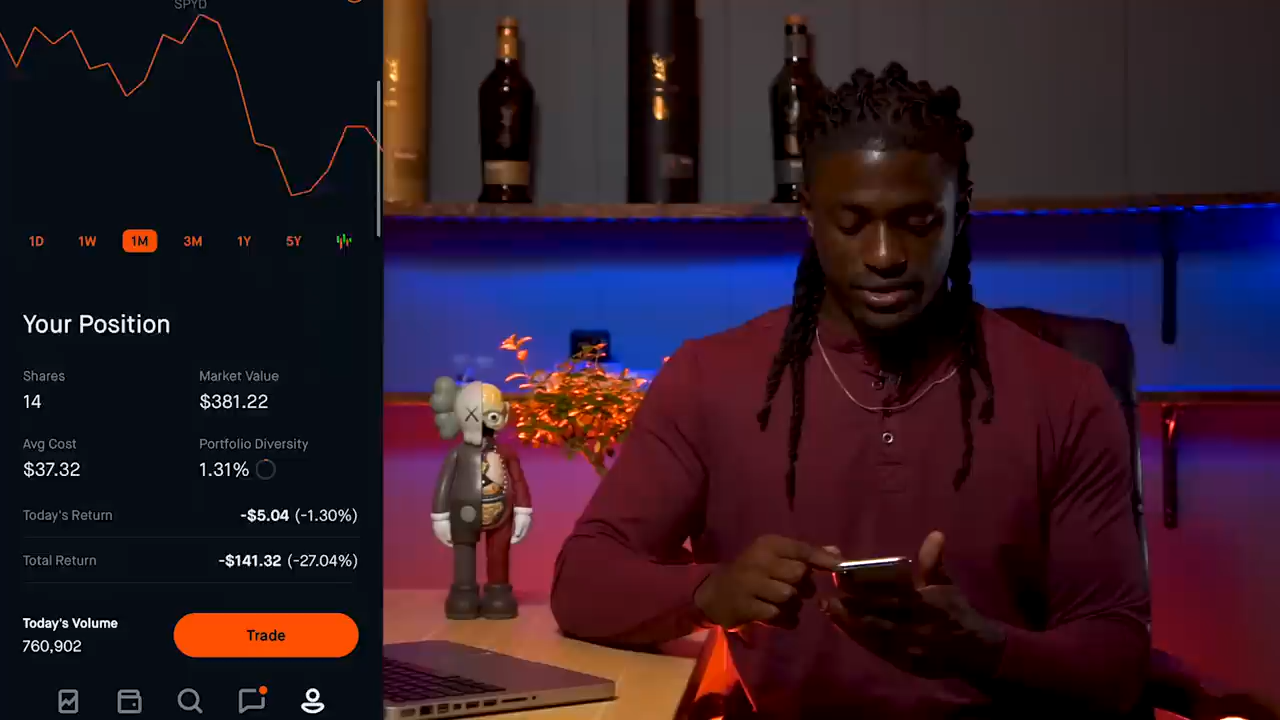 SPYD
1D 1W 1M 3M 1Y 5Y
Your Position
Shares Market Value
14 $381.22
Avg Cost Portfolio Diversity
$37.32 1.31%
Today's Return -$5.04 (-1.30%)
Total Return -$141.32 (-27.04%)
Today's Volume
760,902
Trade